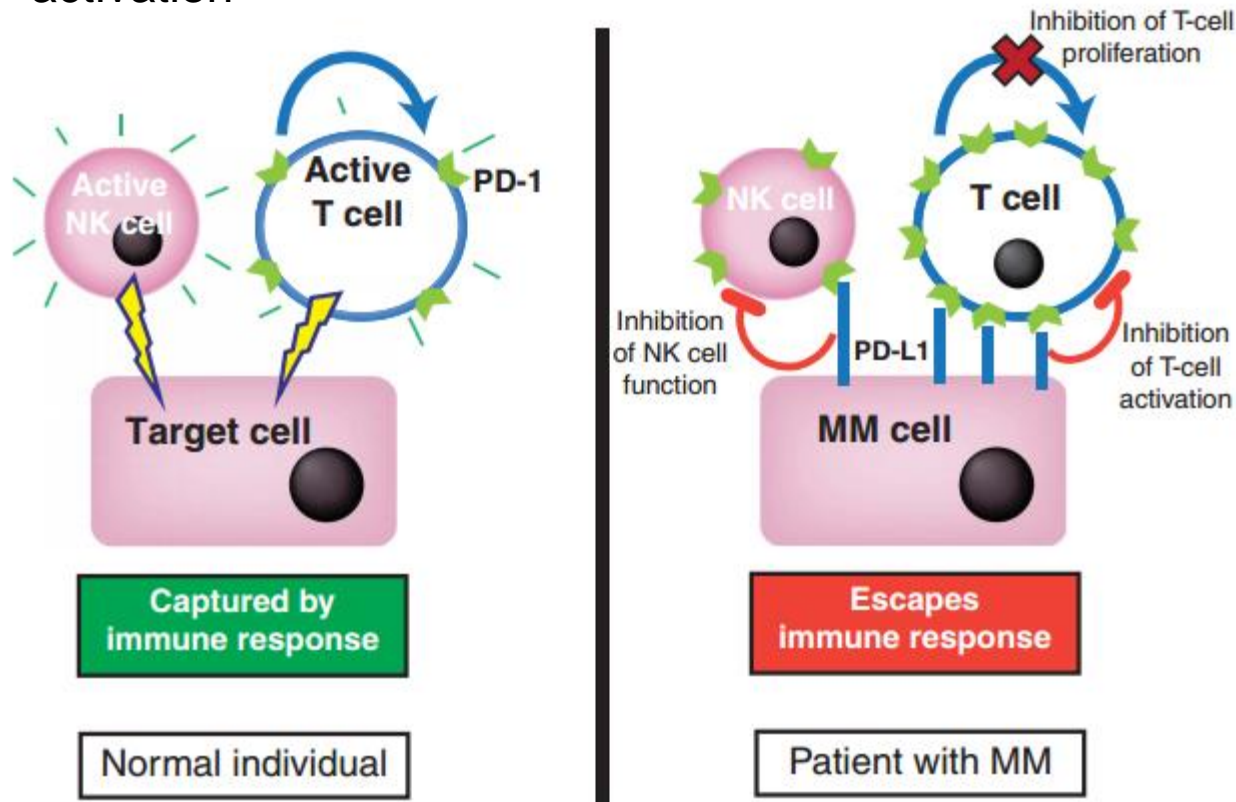 activation
Active
NK cell
Active
T cell
PD-1
Target cell
Captured by
immune response
Normal individual
Inhibition of T-cell
proliferation
NK cell
T cell
Inhibition
of NK cell
function
PD-L1
Inhibition
of T-cell
activation
MM cell
Escapes
immune response
Patient with MM